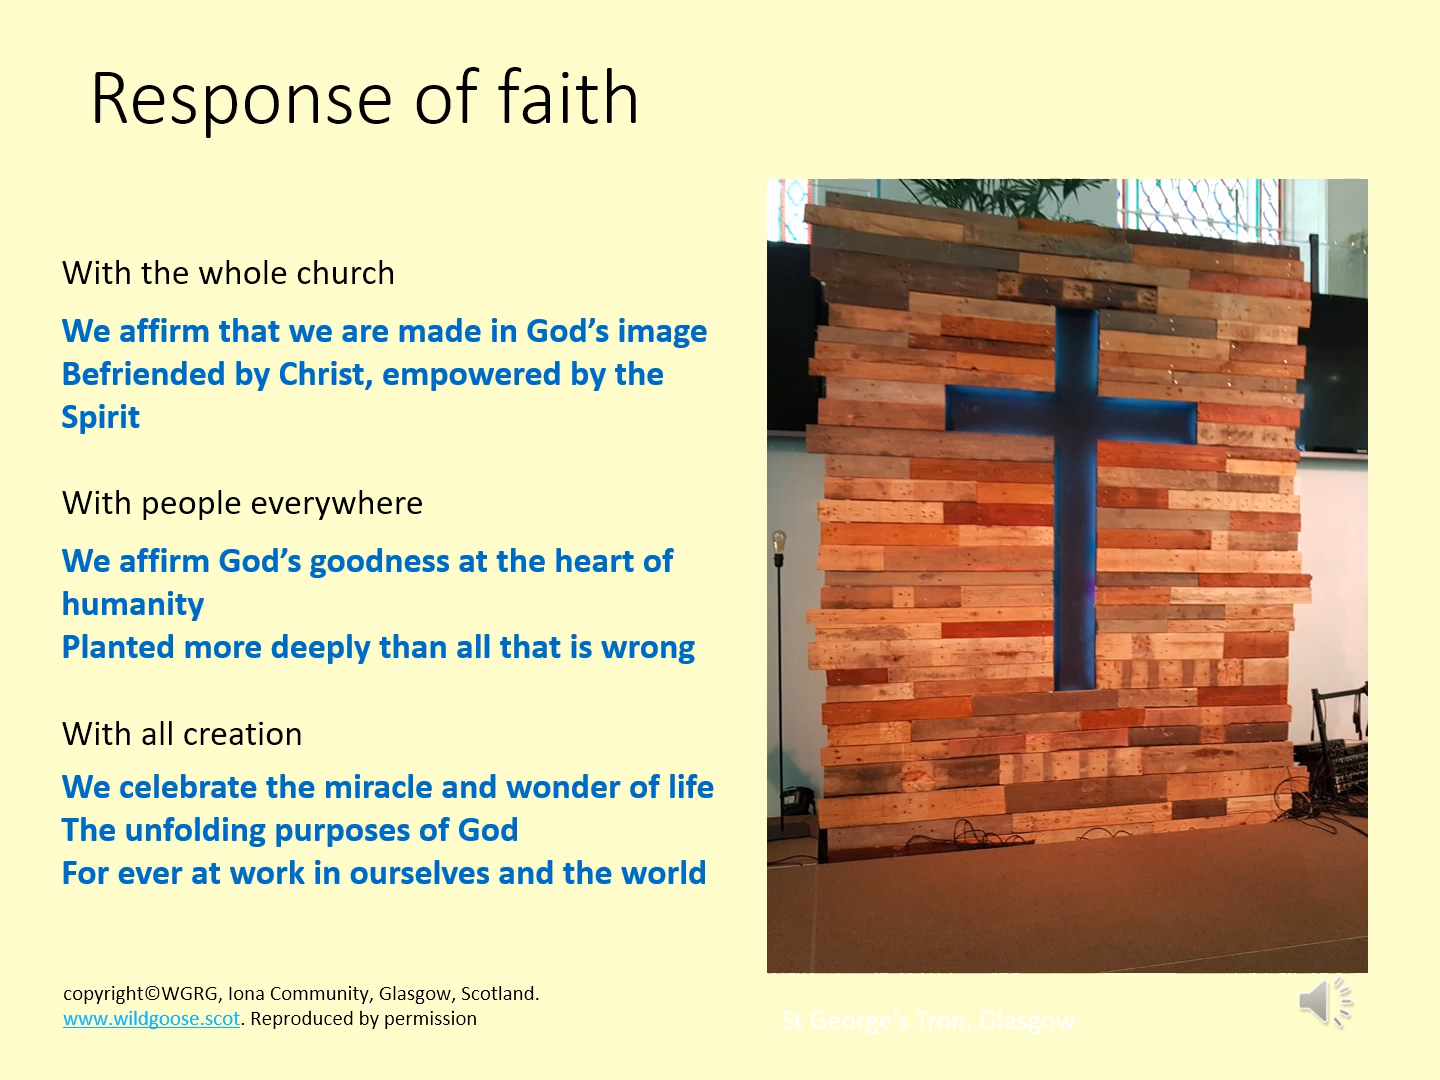 Response of faith
With the whole church
We affirm that we are made in God’s image
Befriended by Christ, empowered by the
Spirit
With people everywhere
We affirm God’s goodness at the heart of
humanity
Planted more deeply than all that is wrong
With all creation
We celebrate the miracle and wonder of life
The unfolding purposes of God
For ever at work in ourselves and the world
copyright©WGRG, Iona Community, Glasgow, Scotland.
www.wildgoose.scot. Reproduced by permission
St George’s Tron, Glasgow